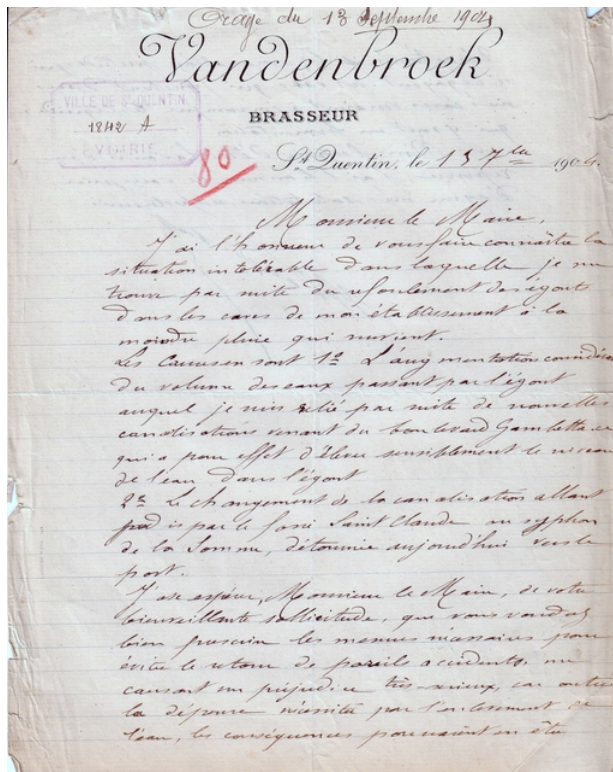 Orage du 13 Septembre 1904
Vandenbroek
BRASSEUR
VILLE DE St QUENTIN
1842 A
VOIRIE
80
St Quentin, le 15 7bre 1904.
Monsieur le Maire,
J'ai l'honneur de vous faire connaître la
situation intolérable dans laquelle je me
trouve par suite du refoulement des égouts
dans les caves de mon établissement à la
moindre pluie qui survient.
Les causes en sont 1º L'augmentation
du volume des eaux passant par l'égout
auquel je suis relié par suite de nouvelles
canalisations venant du boulevard Gambetta, ce
qui a pour effet d'élever sensiblement le niveau
de l'eau dans l'égout
2º Le changement de la canalisation allant
jadis par le fossé Saint Claude au syphon
de la Somme, détournée aujourd'hui vers le
port.
J'ose espérer, Monsieur le Maire, de votre
bienveillante sollicitude, que vous voudrez
bien prescrire les mesures nécessaires pour
éviter le retour de pareils accidents, me
causant un préjudice très sérieux, car outre
la dépense nécessitée par l'enlèvement de
l'eau, les conséquences pourraient en être